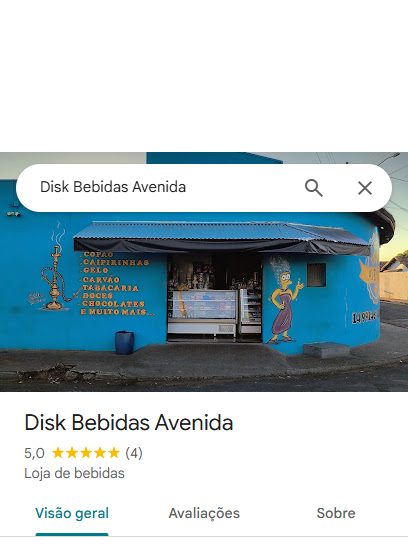 Disk Bebidas Avenida
. COPÃO
. CAIPIRINHAS
. GELO
. CARVÃO
. TABACARIA
. DOCES
. CHOCOLATES
E MUITO MAIS...
Disk Bebidas Avenida
5,0 (4)
Loja de bebidas
Visão geral
Avaliações
Sobre